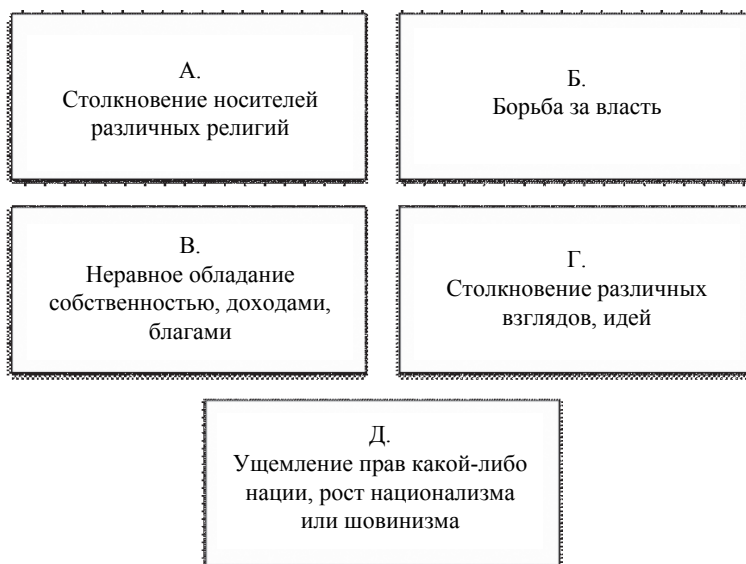 А.
Столкновение носителей
различных религий
Б.
Борьба за власть
В.
Неравное обладание
собственностью, доходами,
благами
Г.
Столкновение различных
взглядов, идей
Д.
Ущемление прав какой-либо
нации, рост национализма
или шовинизма